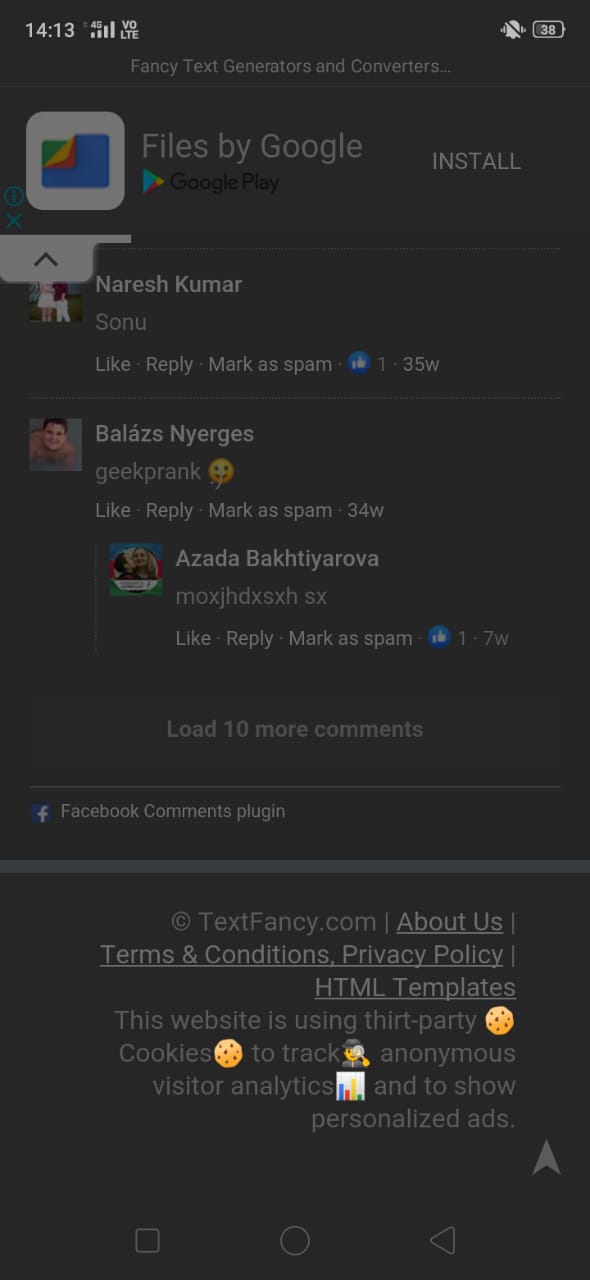 14:13 4G VO LTE 38
Fancy Text Generators and Converters...
Files by Google
Google Play
INSTALL
Naresh Kumar
Sonu
Like · Reply · Mark as spam · 1 · 35w
Balázs Nyerges
geekprank
Like · Reply · Mark as spam · 34w
Azada Bakhtiyarova
moxjhdxsxh sx
Like · Reply · Mark as spam · 1 · 7w
Load 10 more comments
Facebook Comments plugin
© TextFancy.com | About Us |
Terms & Conditions, Privacy Policy |
HTML Templates
This website is using thirt-party 🍪
Cookies🍪 to track🕵 anonymous
visitor analytics📊 and to show
personalized ads.